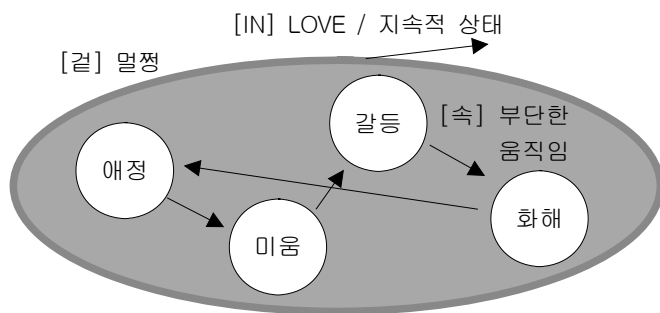 [IN] LOVE / 지속적 상태
[겉] 멀쩡
갈등
[속] 부단한
움직임
애정
화해
미움